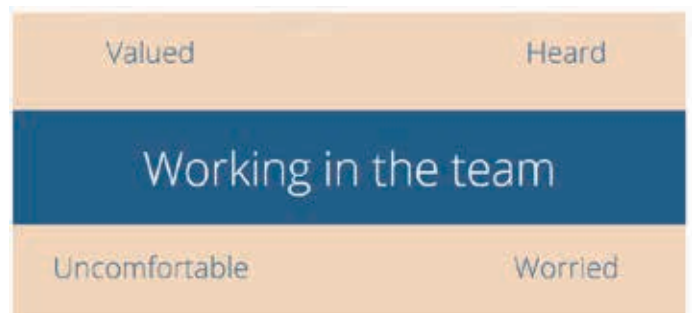 Valued Heard
Working in the team
Uncomfortable Worried